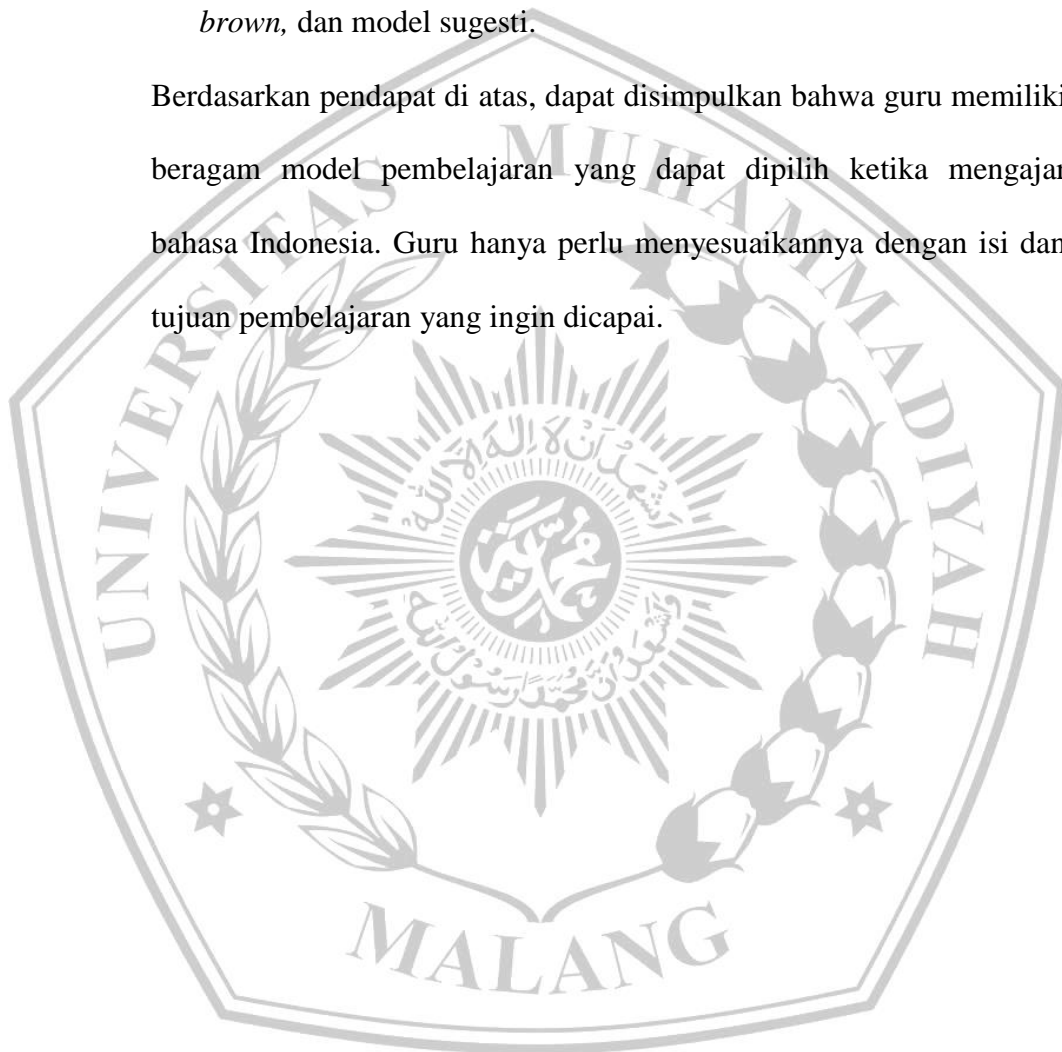 brown, dan model sugesti.
Berdasarkan pendapat di atas, dapat disimpulkan bahwa guru memiliki
beragam model pembelajaran yang dapat dipilih ketika mengajar
bahasa Indonesia. Guru hanya perlu menyesuaikannya dengan isi dan
tujuan pembelajaran yang ingin dicapai.
UNIVERSITAS MUHAMMADIYAH
MALANG